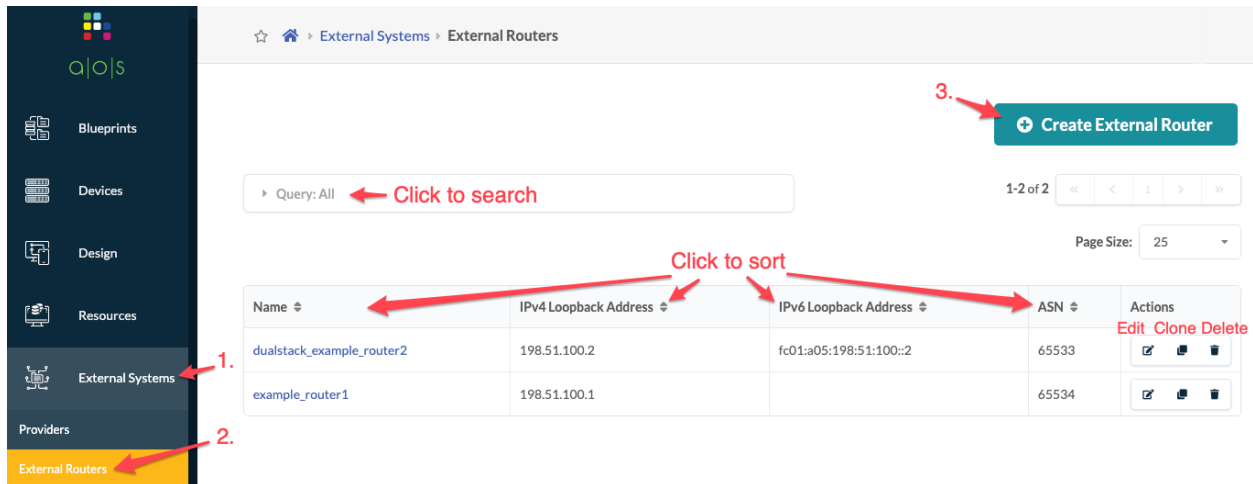 a|o|s
Blueprints
Devices
Design
Resources
External Systems
Providers
External Routers
1.
2.
External Systems External Routers
3.
Create External Router
Query: All
Click to search
1-2 of 2 « < 1 > »
Page Size: 25
Click to sort
Name IPv4 Loopback Address IPv6 Loopback Address ASN Actions
Edit Clone Delete
dualstack_example_router2 198.51.100.2 fc01:a05:198:51:100::2 65533
example_router1 198.51.100.1 65534